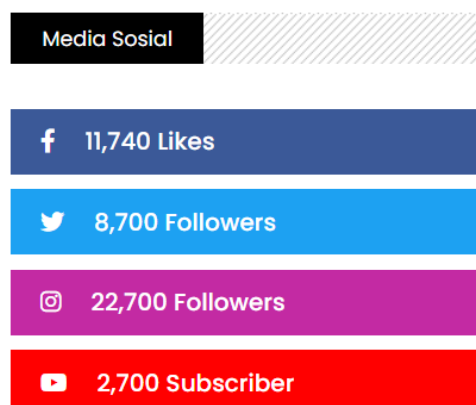 Media Sosial
11,740 Likes
8,700 Followers
22,700 Followers
2,700 Subscriber